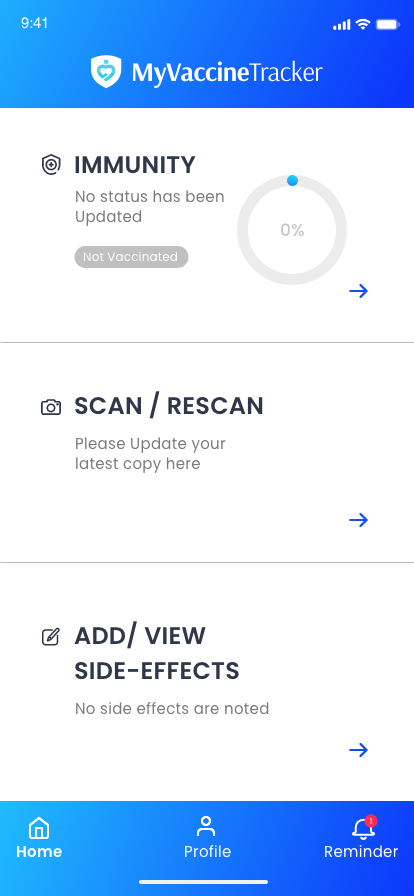 9:41
MyVaccineTracker
IMMUNITY
No status has been
Updated
Not Vaccinated
0%
SCAN / RESCAN
Please Update your
latest copy here
ADD/ VIEW
SIDE-EFFECTS
No side effects are noted
1
Home
Profile
Reminder